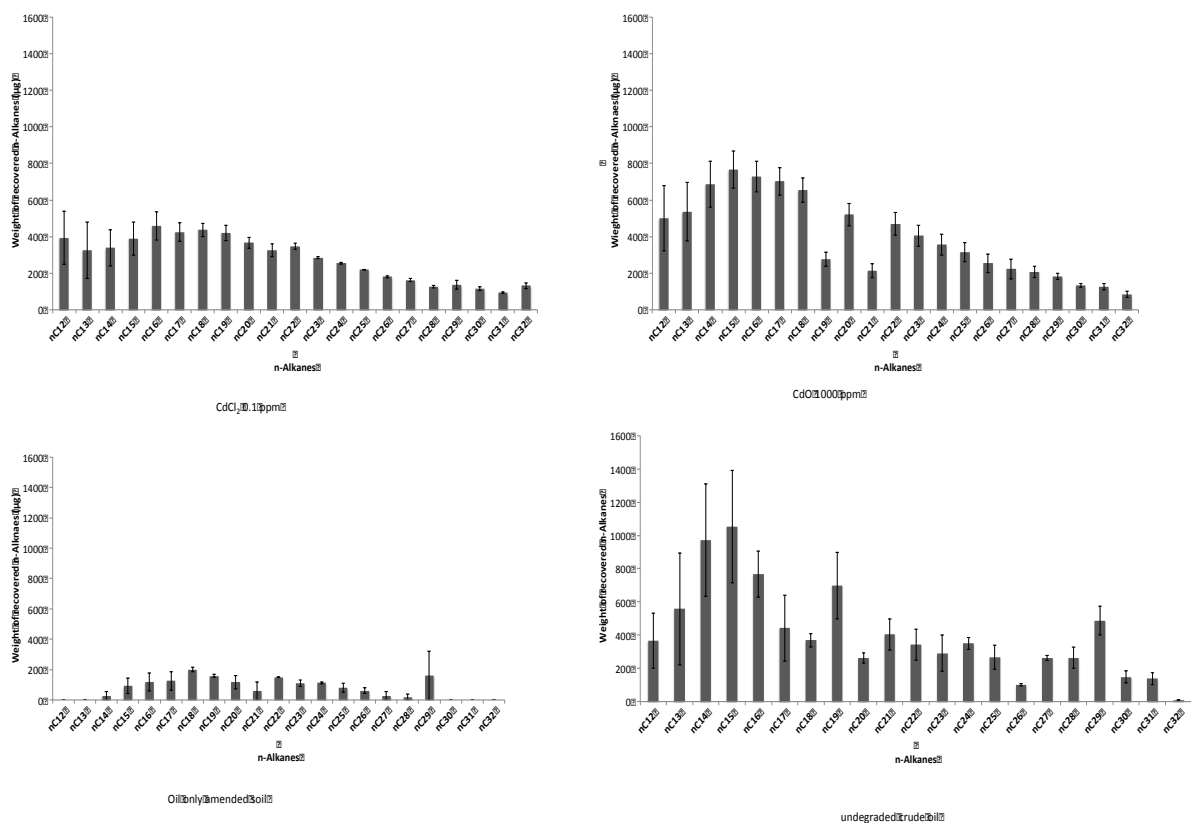 Weight⍰of⍰recovered⍰n-Alkanes⍰(μg)⍰
1600⍰
1400⍰
1200⍰
1000⍰
800⍰
600⍰
400⍰
200⍰
0⍰
nC12⍰
nC13⍰
nC14⍰
nC15⍰
nC16⍰
nC17⍰
nC18⍰
nC19⍰
nC20⍰
nC21⍰
nC22⍰
nC23⍰
nC24⍰
nC25⍰
nC26⍰
nC27⍰
nC28⍰
nC29⍰
nC30⍰
nC31⍰
nC32⍰
⍰
n-Alkanes⍰
CdCl₂⍰0.1⍰ppm⍰
Wieght⍰of⍰recovered⍰n-Alknaes⍰(μg)⍰
⍰
1600⍰
1400⍰
1200⍰
1000⍰
800⍰
600⍰
400⍰
200⍰
0⍰
nC12⍰
nC13⍰
nC14⍰
nC15⍰
nC16⍰
nC17⍰
nC18⍰
nC19⍰
nC20⍰
nC21⍰
nC22⍰
nC23⍰
nC24⍰
nC25⍰
nC26⍰
nC27⍰
nC28⍰
nC29⍰
nC30⍰
nC31⍰
nC32⍰
⍰
n-Alkanes⍰
CdO⍰1000⍰ppm⍰
Weight⍰of⍰recovered⍰n-Alknaes⍰(μg)⍰
1600⍰
1400⍰
1200⍰
1000⍰
800⍰
600⍰
400⍰
200⍰
0⍰
nC12⍰
nC13⍰
nC14⍰
nC15⍰
nC16⍰
nC17⍰
nC18⍰
nC19⍰
nC20⍰
nC21⍰
nC22⍰
nC23⍰
nC24⍰
nC25⍰
nC26⍰
nC27⍰
nC28⍰
nC29⍰
nC30⍰
nC31⍰
nC32⍰
⍰
n-Alkanes⍰
Oil⍰only⍰amended⍰soil⍰
Weight⍰of⍰recovered⍰n-Alkanes⍰
1600⍰
1400⍰
1200⍰
1000⍰
800⍰
600⍰
400⍰
200⍰
0⍰
nC12⍰
nC13⍰
nC14⍰
nC15⍰
nC16⍰
nC17⍰
nC18⍰
nC19⍰
nC20⍰
nC21⍰
nC22⍰
nC23⍰
nC24⍰
nC25⍰
nC26⍰
nC27⍰
nC28⍰
nC29⍰
nC30⍰
nC31⍰
nC32⍰
⍰
n-Alkanes⍰
undegraded⍰crude⍰oil⍰